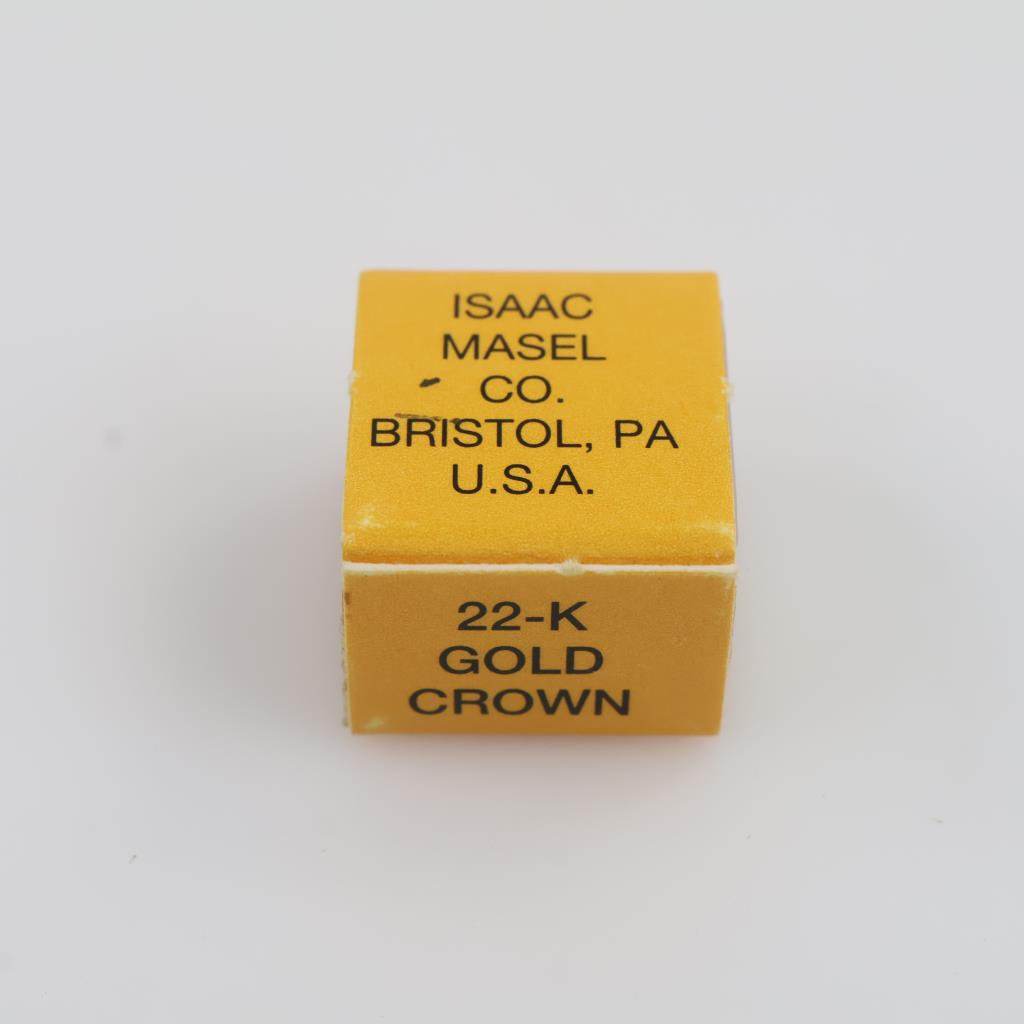 ISAAC
MASEL
CO.
BRISTOL, PA
U.S.A.
22-K
GOLD
CROWN